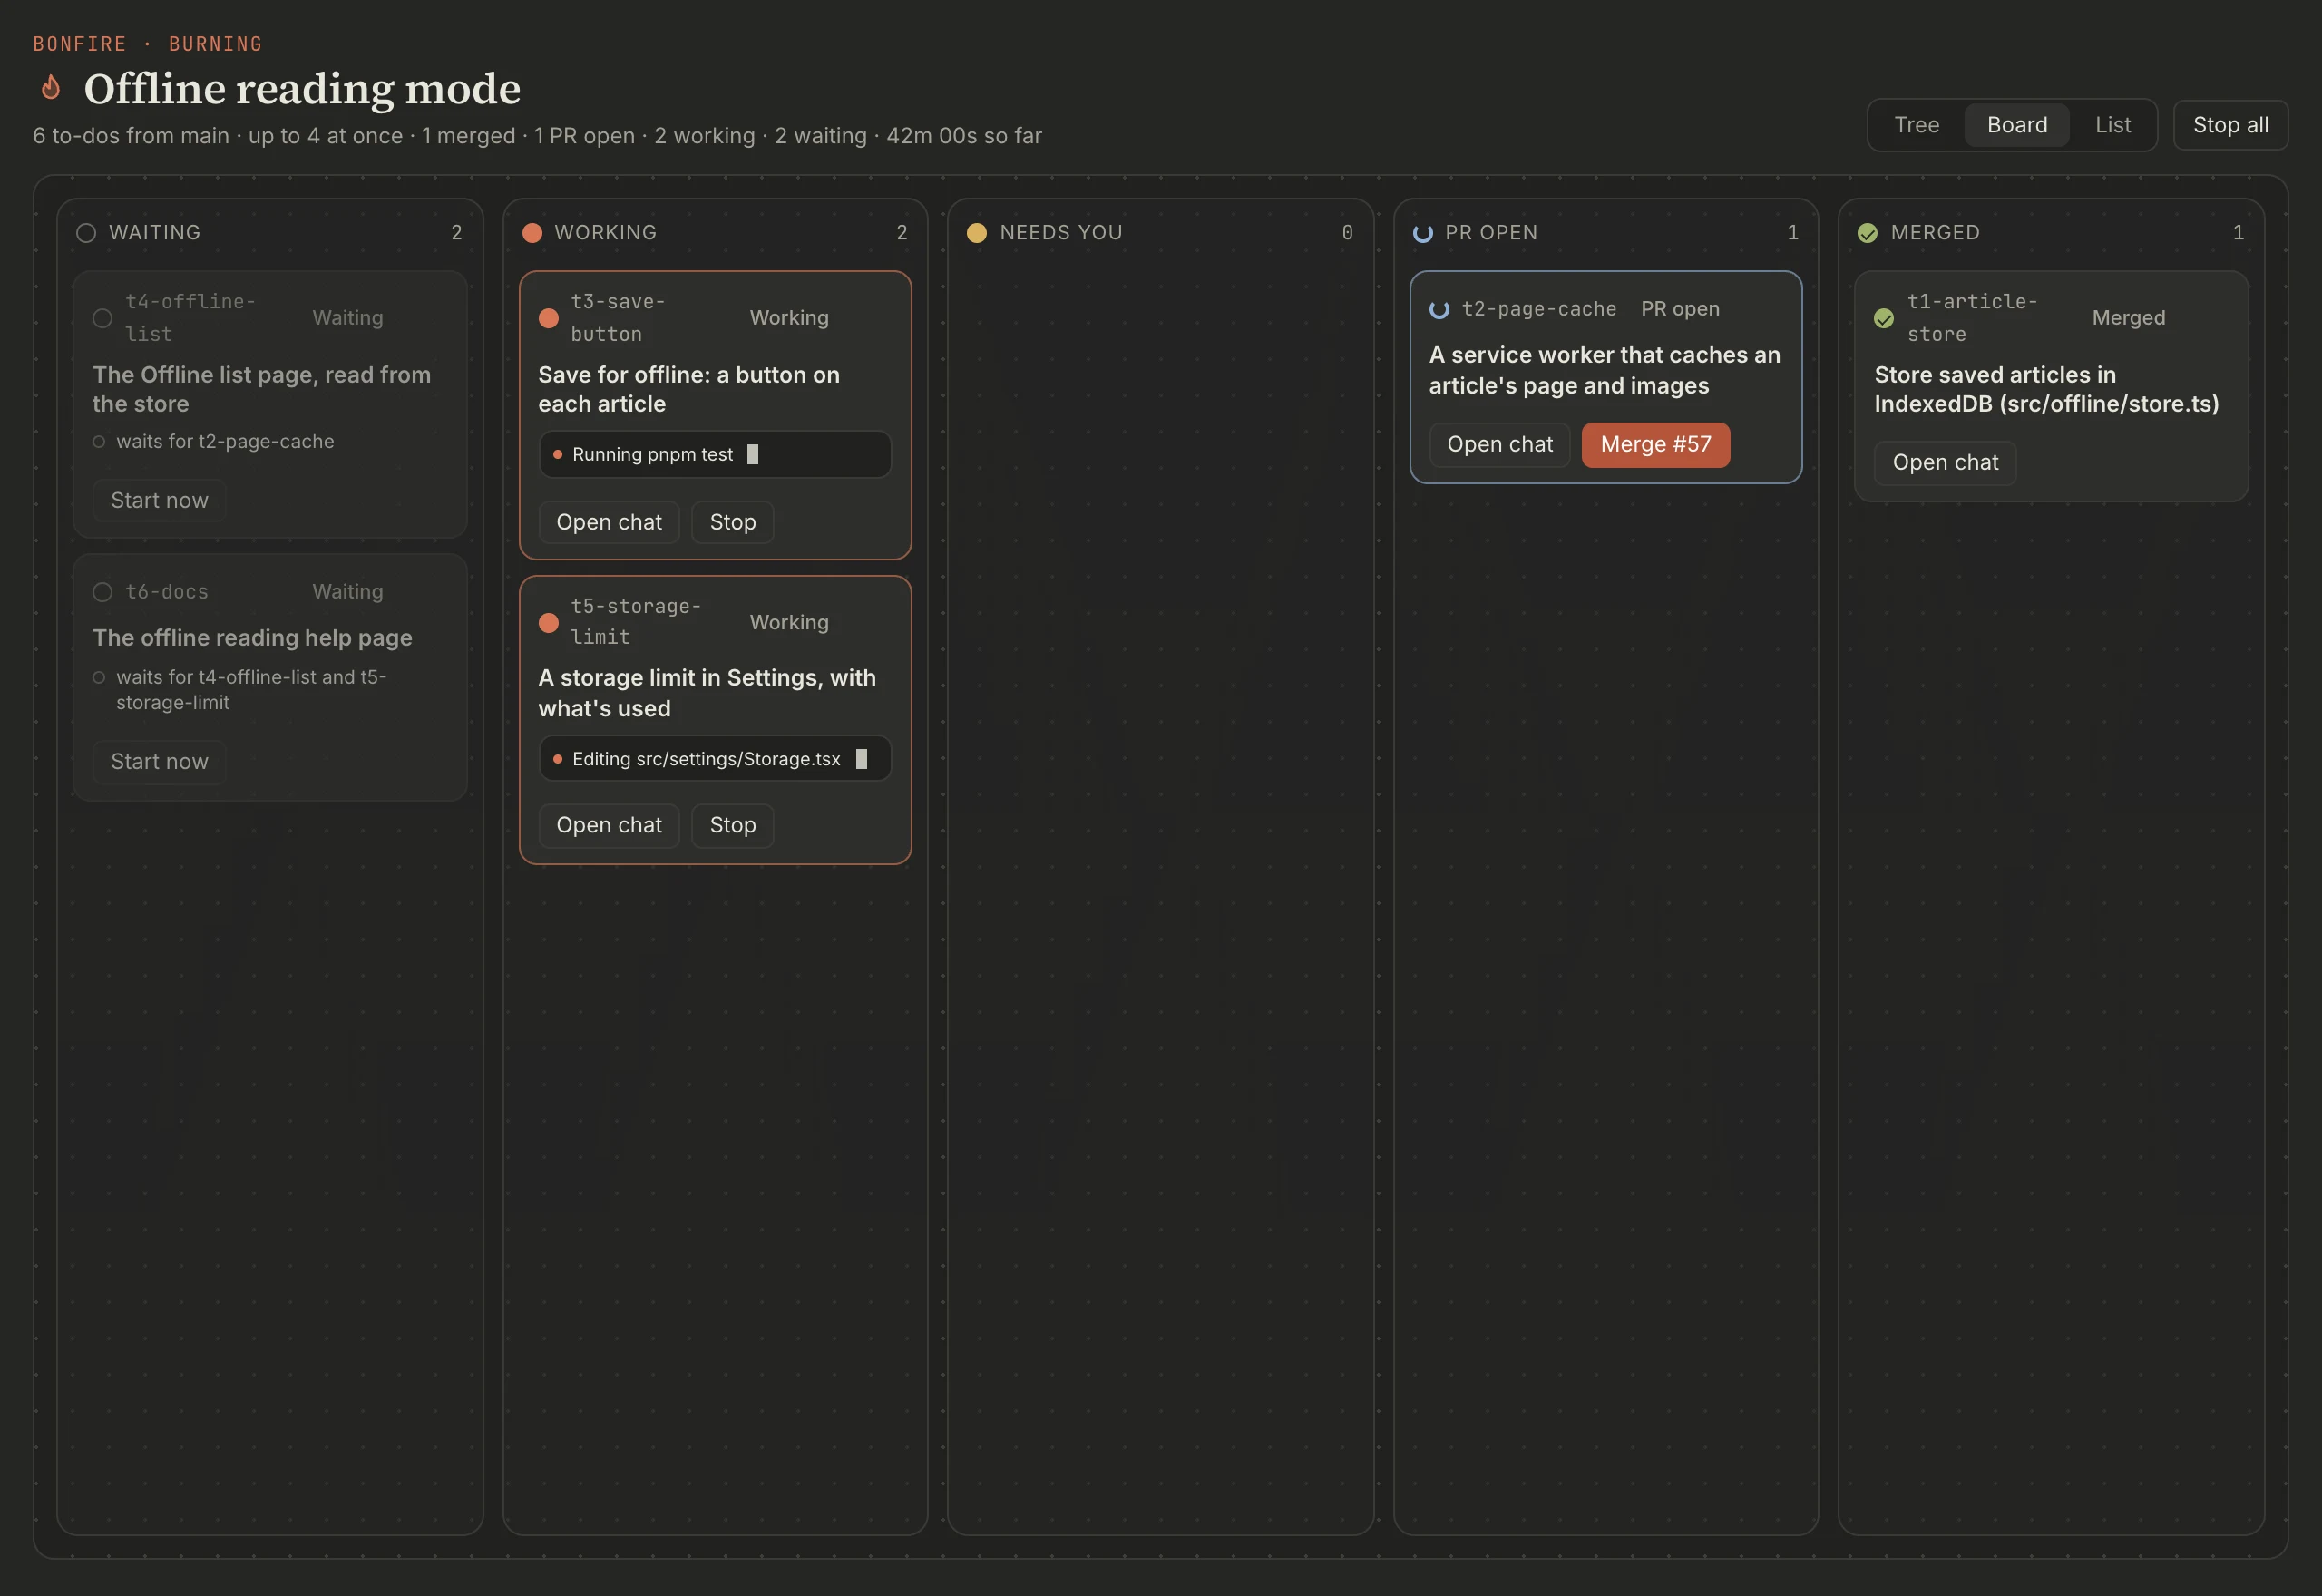 BONFIRE · BURNING
Offline reading mode
6 to-dos from main · up to 4 at once · 1 merged · 1 PR open · 2 working · 2 waiting · 42m 00s so far
Tree
Board
List
Stop all
WAITING 2
t4-offline-
list
Waiting
The Offline list page, read from
the store
waits for t2-page-cache
Start now
t6-docs
Waiting
The offline reading help page
waits for t4-offline-list and t5-
storage-limit
Start now
WORKING 2
t3-save-
button
Working
Save for offline: a button on
each article
Running pnpm test
Open chat
Stop
t5-storage-
limit
Working
A storage limit in Settings, with
what's used
Editing src/settings/Storage.tsx
Open chat
Stop
NEEDS YOU 0
PR OPEN 1
t2-page-cache
PR open
A service worker that caches an
article's page and images
Open chat
Merge #57
MERGED 1
t1-article-
store
Merged
Store saved articles in
IndexedDB (src/offline/store.ts)
Open chat